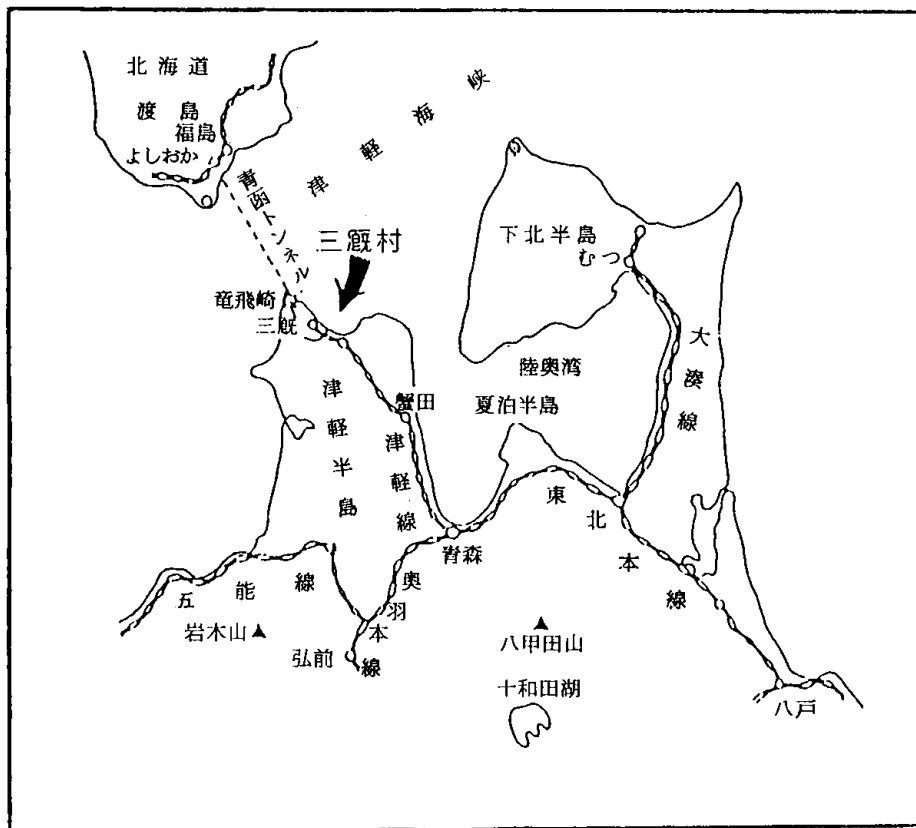 北海道
渡島
福島
よしおか
津軽海峡
青函トンネル
三厩村
竜飛崎
三厩
下北半島
むつ
大湊線
陸奥湾
夏泊半島
蟹田
津軽半島
津軽線
青森
東北本線
奥羽本線
五能線
岩木山
弘前
八甲田山
十和田湖
八戸